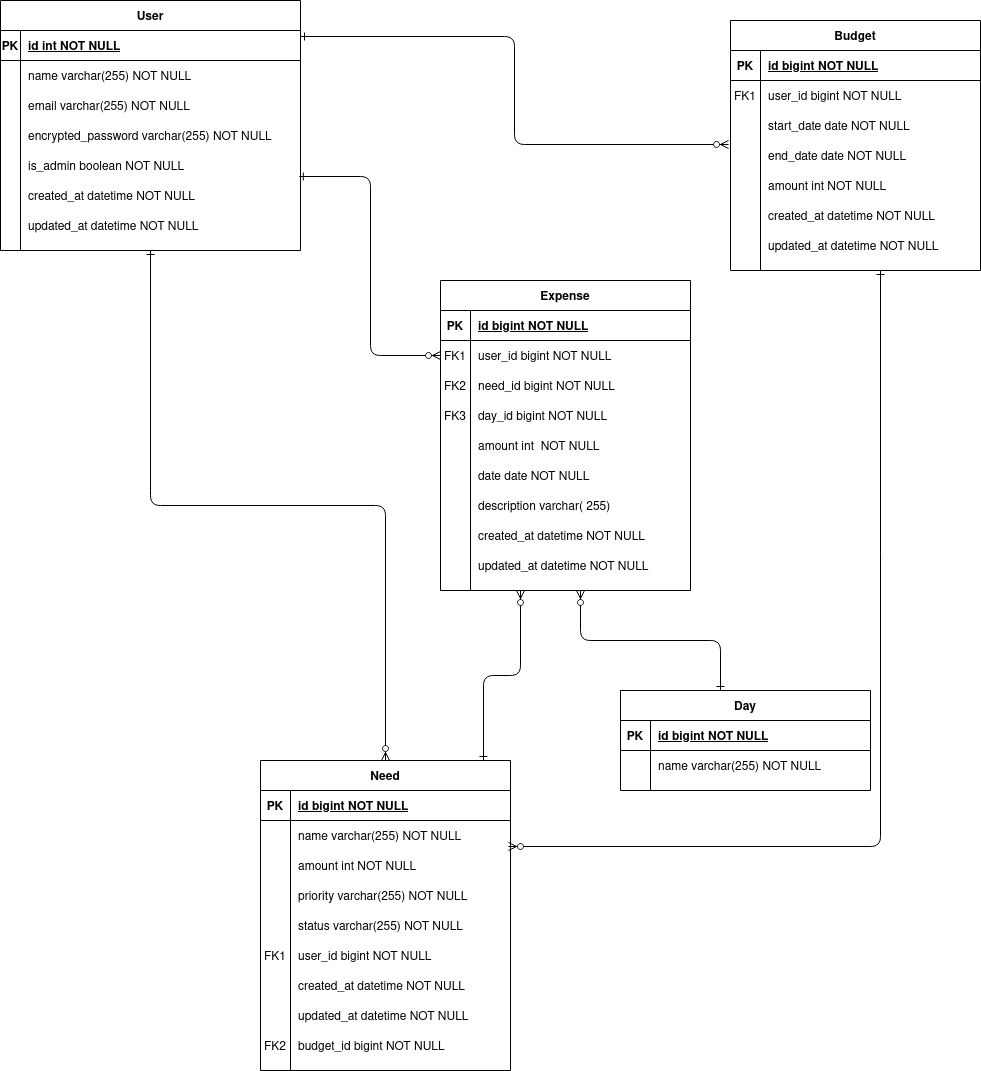 User
PK id int NOT NULL
name varchar(255) NOT NULL
email varchar(255) NOT NULL
encrypted_password varchar(255) NOT NULL
is_admin boolean NOT NULL
created_at datetime NOT NULL
updated_at datetime NOT NULL
Budget
PK id bigint NOT NULL
FK1 user_id bigint NOT NULL
start_date date NOT NULL
end_date date NOT NULL
amount int NOT NULL
created_at datetime NOT NULL
updated_at datetime NOT NULL
Expense
PK id bigint NOT NULL
FK1 user_id bigint NOT NULL
FK2 need_id bigint NOT NULL
FK3 day_id bigint NOT NULL
amount int  NOT NULL
date date NOT NULL
description varchar( 255)
created_at datetime NOT NULL
updated_at datetime NOT NULL
Day
PK id bigint NOT NULL
name varchar(255) NOT NULL
Need
PK id bigint NOT NULL
name varchar(255) NOT NULL
amount int NOT NULL
priority varchar(255) NOT NULL
status varchar(255) NOT NULL
FK1 user_id bigint NOT NULL
created_at datetime NOT NULL
updated_at datetime NOT NULL
FK2 budget_id bigint NOT NULL